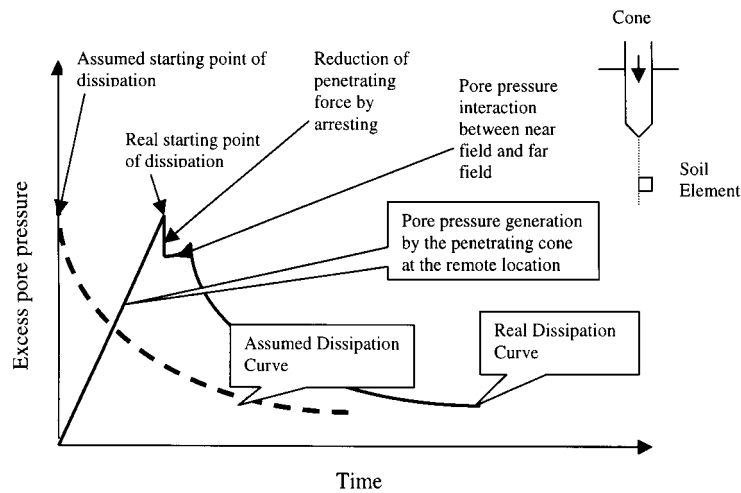 Cone
Assumed starting point of
dissipation
Reduction of
penetrating
force by
arresting
Pore pressure
interaction
between near
field and far
field
Real starting point
of dissipation
Soil
Element
Excess pore pressure
Pore pressure generation
by the penetrating cone
at the remote location
Assumed Dissipation
Curve
Real Dissipation
Curve
Time